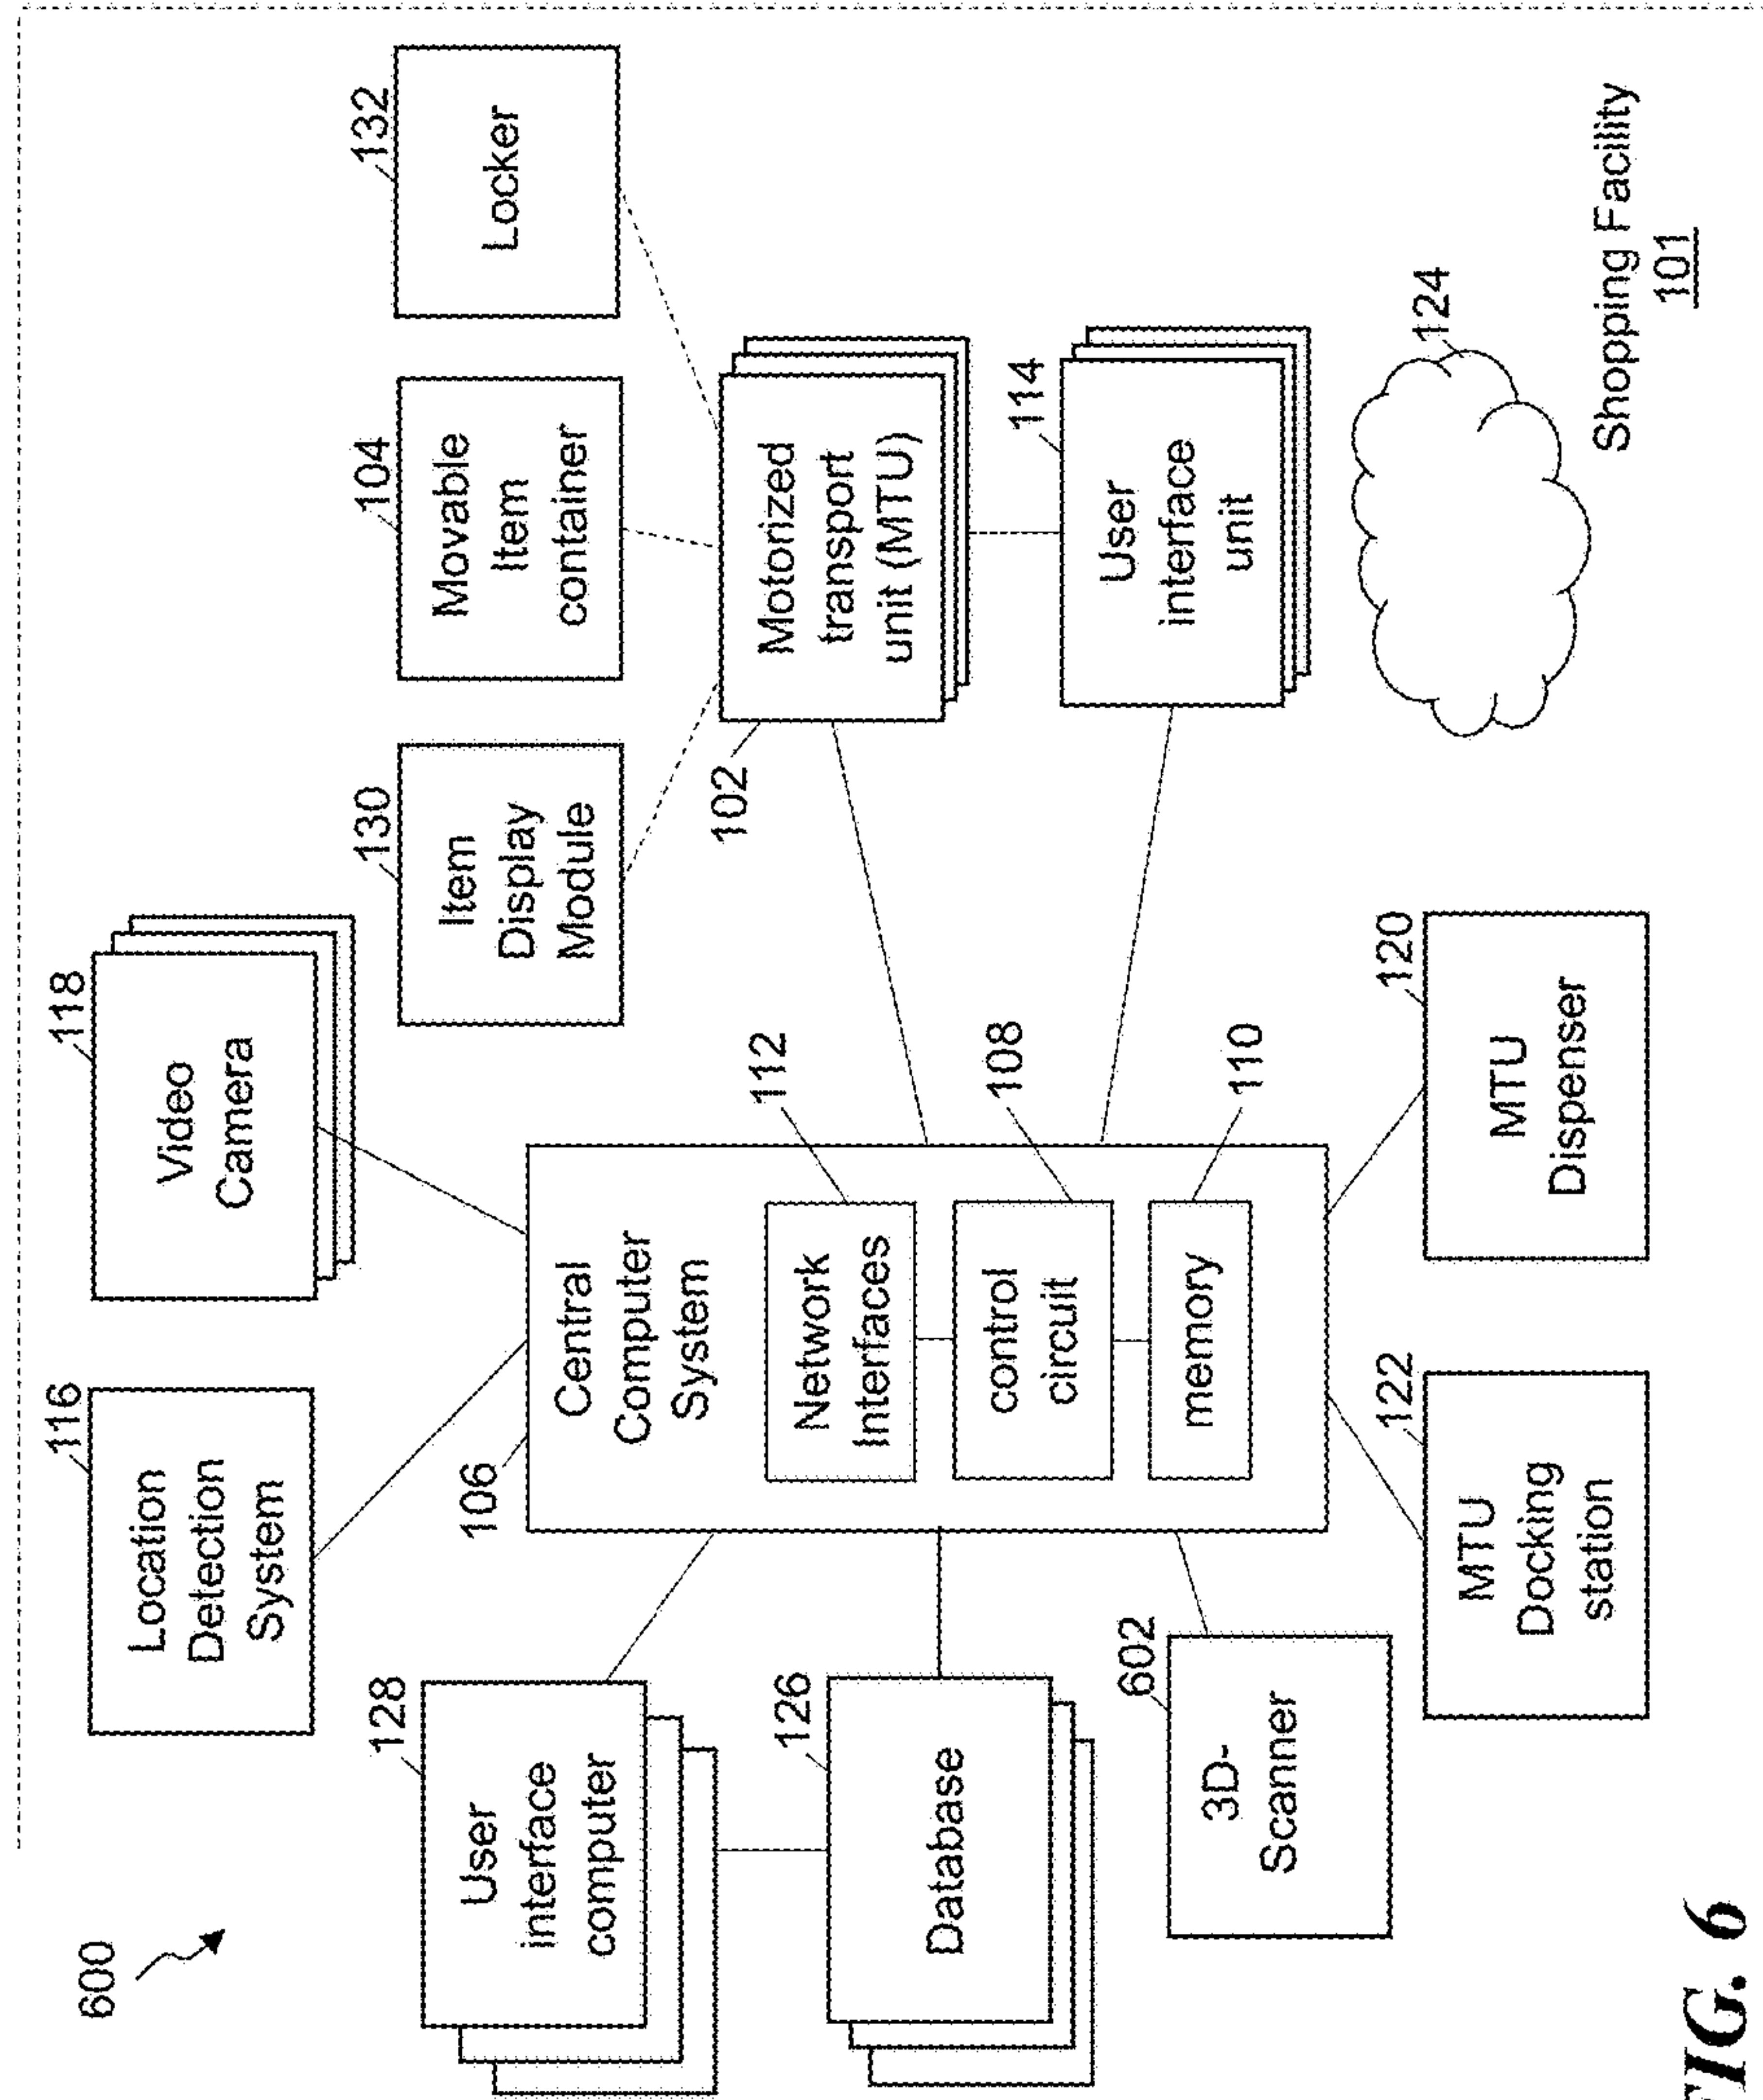 600
116
Location
Detection
System
118
Video
Camera
132
Locker
104
Movable
Item
container
130
Item
Display
Module
128
User
interface
computer
106
Central
Computer
System
112
Network
Interfaces
108
control
circuit
110
memory
102
Motorized
transport
unit (MTU)
126
Database
114
User
interface
unit
602
3D-
Scanner
122
MTU
Docking
station
120
MTU
Dispenser
124
Shopping Facility
101
FIG. 6